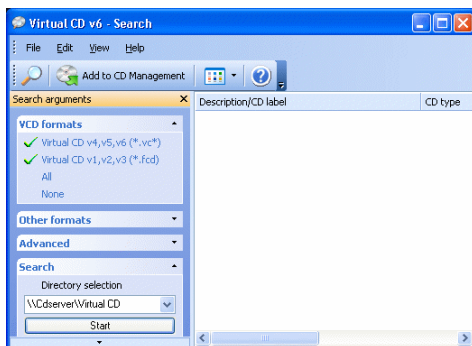 Virtual CD v6 - Search
File Edit View Help
Add to CD Management
Search arguments
Description/CD label CD type
VCD formats
Virtual CD v4,v5,v6 (*.vc*)
Virtual CD v1,v2,v3 (*.fcd)
All
None
Other formats
Advanced
Search
Directory selection
\\Cdserver\Virtual CD
Start